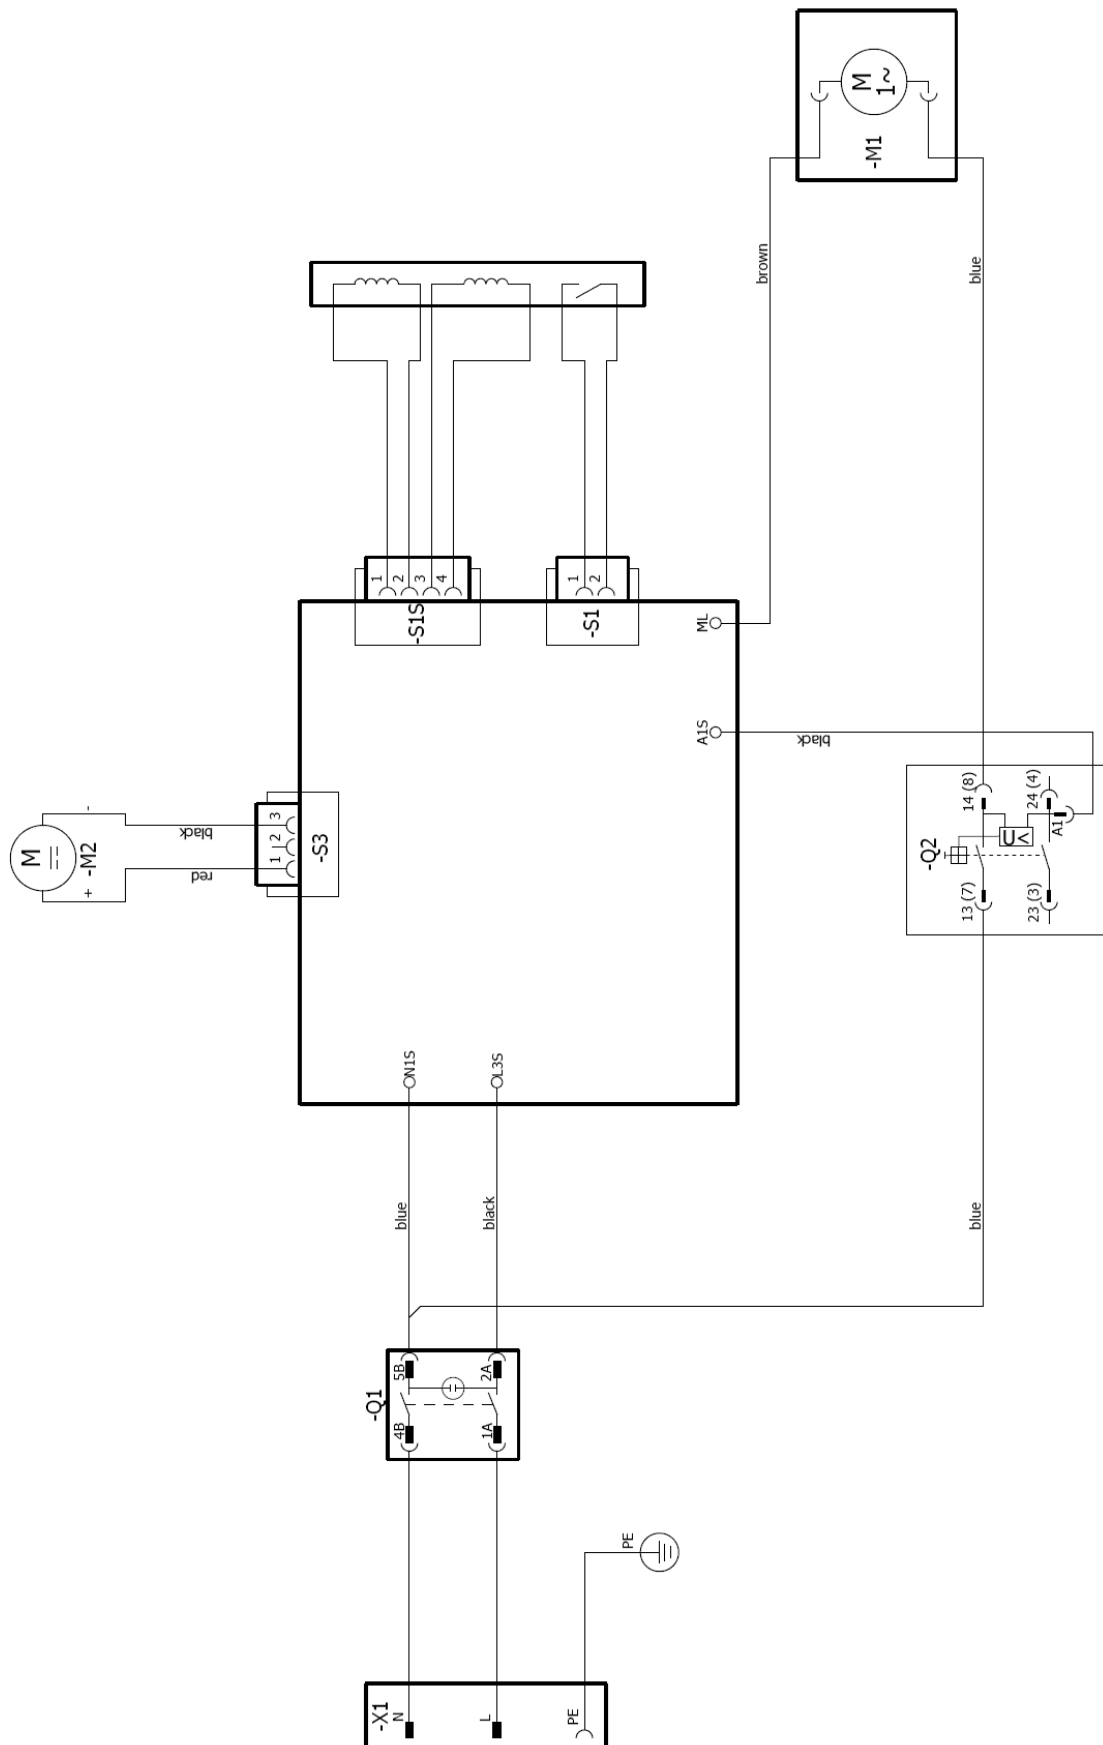 M
1~
-M1
brown
blue
1
2
3
4
-S1S
1
2
-S1
ML
A1S
black
M
-M2
+
-
red
black
1
2
3
-S3
-Q2
14 (8)
24 (4)
A1
U<
13 (7)
23 (3)
N1S
L3S
blue
black
blue
-Q1
5B
2A
4B
1A
PE
-X1
N
L
PE